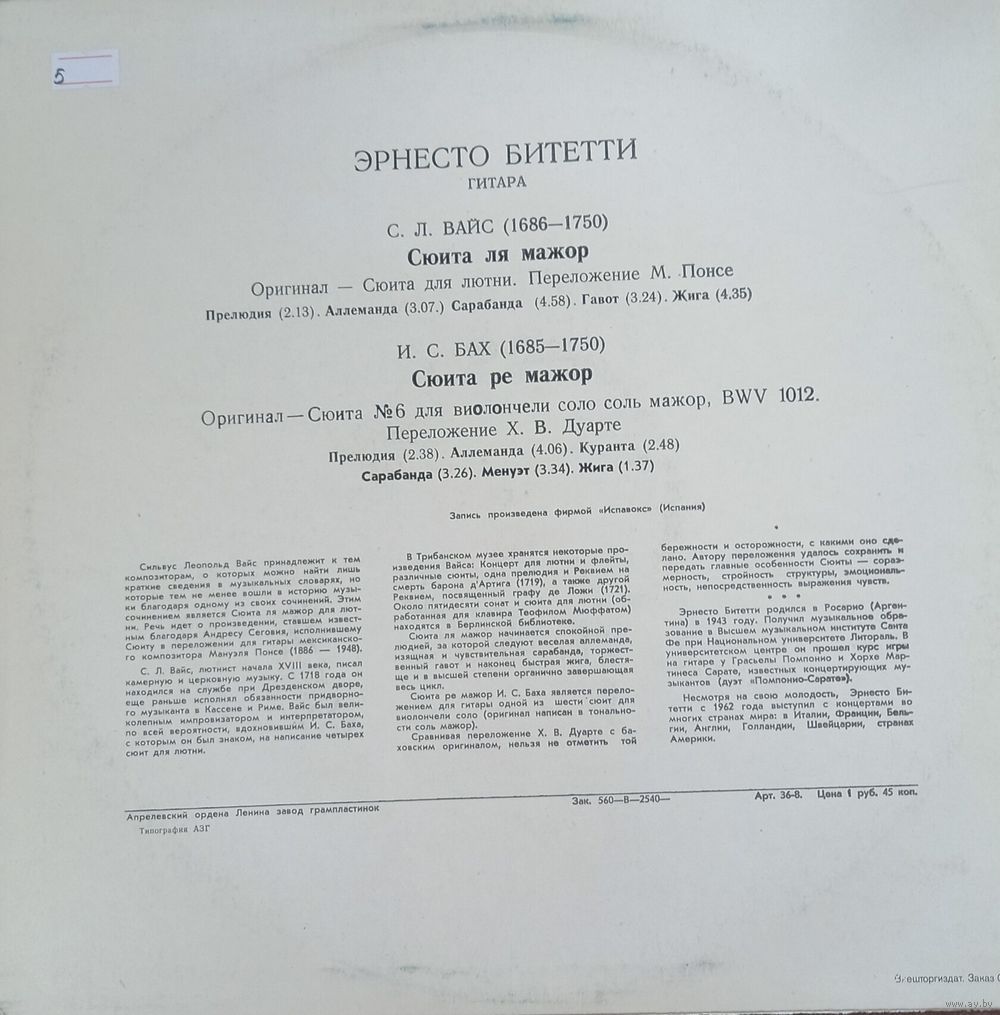 5
ЭРНЕСТО БИТЕТТИ
ГИТАРА
С. Л. ВАЙС (1686—1750)
Сюита ля мажор
Оригинал — Сюита для лютни. Переложение М. Понсе
Прелюдия (2.13). Аллеманда (3.07.) Сарабанда (4.58). Гавот (3.24). Жига (4.35)
И. С. БАХ (1685—1750)
Сюита ре мажор
Оригинал—Сюита №6 для виолончели соло соль мажор, BWV 1012.
Переложение Х. В. Дуарте
Прелюдия (2.38). Аллеманда (4.06). Куранта (2.48)
Сарабанда (3.26). Менуэт (3.34). Жига (1.37)
Запись произведена фирмой «Испавокс» (Испания)
Сильвус Леопольд Вайс принадлежит к тем
композиторам, о которых можно найти лишь
краткие сведения в музыкальных словарях, но
которые тем не менее вошли в историю музы-
ки благодаря одному из своих сочинений. Этим
сочинением является Сюита ля мажор для лют-
ни. Речь идет о произведении, ставшем извест-
ным благодаря Андресу Сеговия, исполнившему
Сюиту в переложении для гитары мексиканско-
го композитора Мануэля Понсе (1886 — 1948).
С. Л. Вайс, лютнист начала XVIII века, писал
камерную и церковную музыку. С 1718 года он
находился на службе при Дрезденском дворе,
еще раньше исполнял обязанности придворно-
го музыканта в Касселе и Риме. Вайс был вели-
колепным импровизатором и интерпретатором,
по всей вероятности, вдохновившим И. С. Баха,
с которым он был знаком, на написание четырех
сюит для лютни.
В Трибанском музее хранятся некоторые про-
изведения Вайса: Концерт для лютни и флейты,
различные сюиты, одна прелюдия и Реквием на
смерть барона д'Артига (1719), а также другой
Реквием, посвященный графу де Ложи (1721).
Около пятидесяти сонат и сюита для лютни (об-
работанная для клавира Теофилом Моффатом)
находятся в Берлинской библиотеке.
Сюита ля мажор начинается спокойной пре-
людией, за которой следуют веселая аллеманда,
изящная и чувствительная сарабанда, торжест-
венный гавот и наконец быстрая жига, блестя-
ще и в высшей степени органично завершающая
весь цикл.
Сюита ре мажор И. С. Баха является перело-
жением для гитары одной из шести сюит для
виолончели соло (оригинал написан в тонально-
сти соль мажор).
Сравнивая переложение Х. В. Дуарте с ба-
ховским оригиналом, нельзя не отметить той
бережности и осторожности, с какими оно сде-
лано. Автору переложения удалось сохранить и
передать главные особенности Сюиты — сораз-
мерность, стройность структуры, эмоциональ-
ность, непосредственность выражения чувств.
* * *
Эрнесто Битетти родился в Росарио (Арген-
тина) в 1943 году. Получил музыкальное обра-
зование в Высшем музыкальном институте Санта
Фе при Национальном университете Литораль. В
университетском центре он прошел курс игры
на гитаре у Грасьелы Помпонио и Хорхе Мар-
тинеса Сарате, известных концертирующих му-
зыкантов (дуэт «Помпонио-Сарате»).
Несмотря на свою молодость, Эрнесто Би-
тетти с 1962 года выступил с концертами во
многих странах мира: в Италии, Франции, Бель-
гии, Англии, Голландии, Швейцарии, странах
Америки.
Апрелевский ордена Ленина завод грампластинок
Зак. 560—В—2540—
Арт. 36-8. Цена 1 руб. 45 коп.
Типография АЗГ
Внешторгиздат. Заказ
www.ay.by